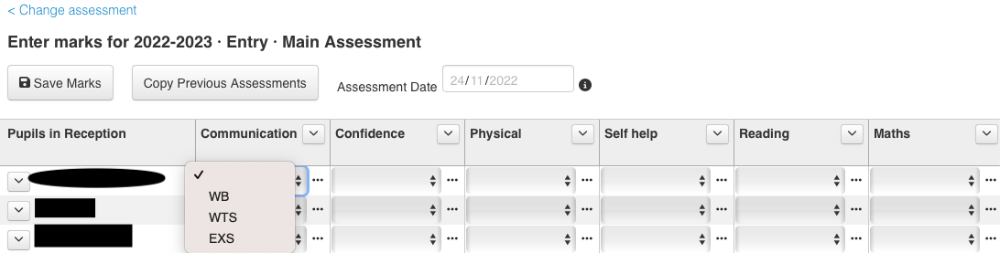 < Change assessment
Enter marks for 2022-2023 · Entry · Main Assessment
Save Marks Copy Previous Assessments Assessment Date 24/11/2022
Pupils in Reception Communication Confidence Physical Self help Reading Maths
WB
WTS
EXS